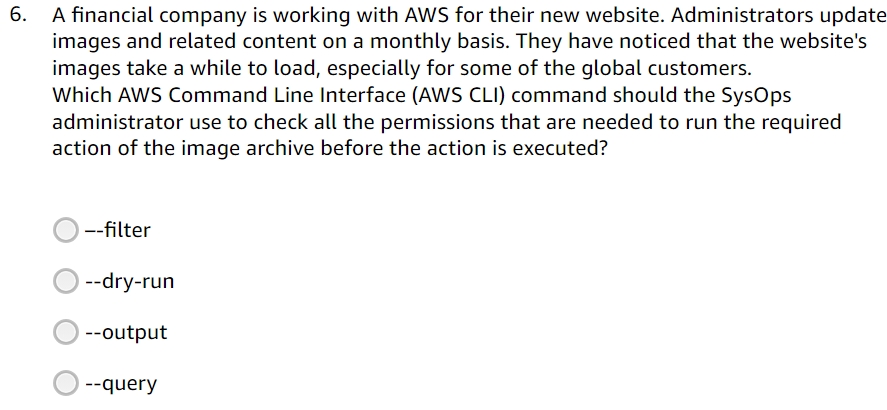 6. A financial company is working with AWS for their new website. Administrators update
images and related content on a monthly basis. They have noticed that the website's
images take a while to load, especially for some of the global customers.
Which AWS Command Line Interface (AWS CLI) command should the SysOps
administrator use to check all the permissions that are needed to run the required
action of the image archive before the action is executed?
–-filter
--dry-run
--output
--query